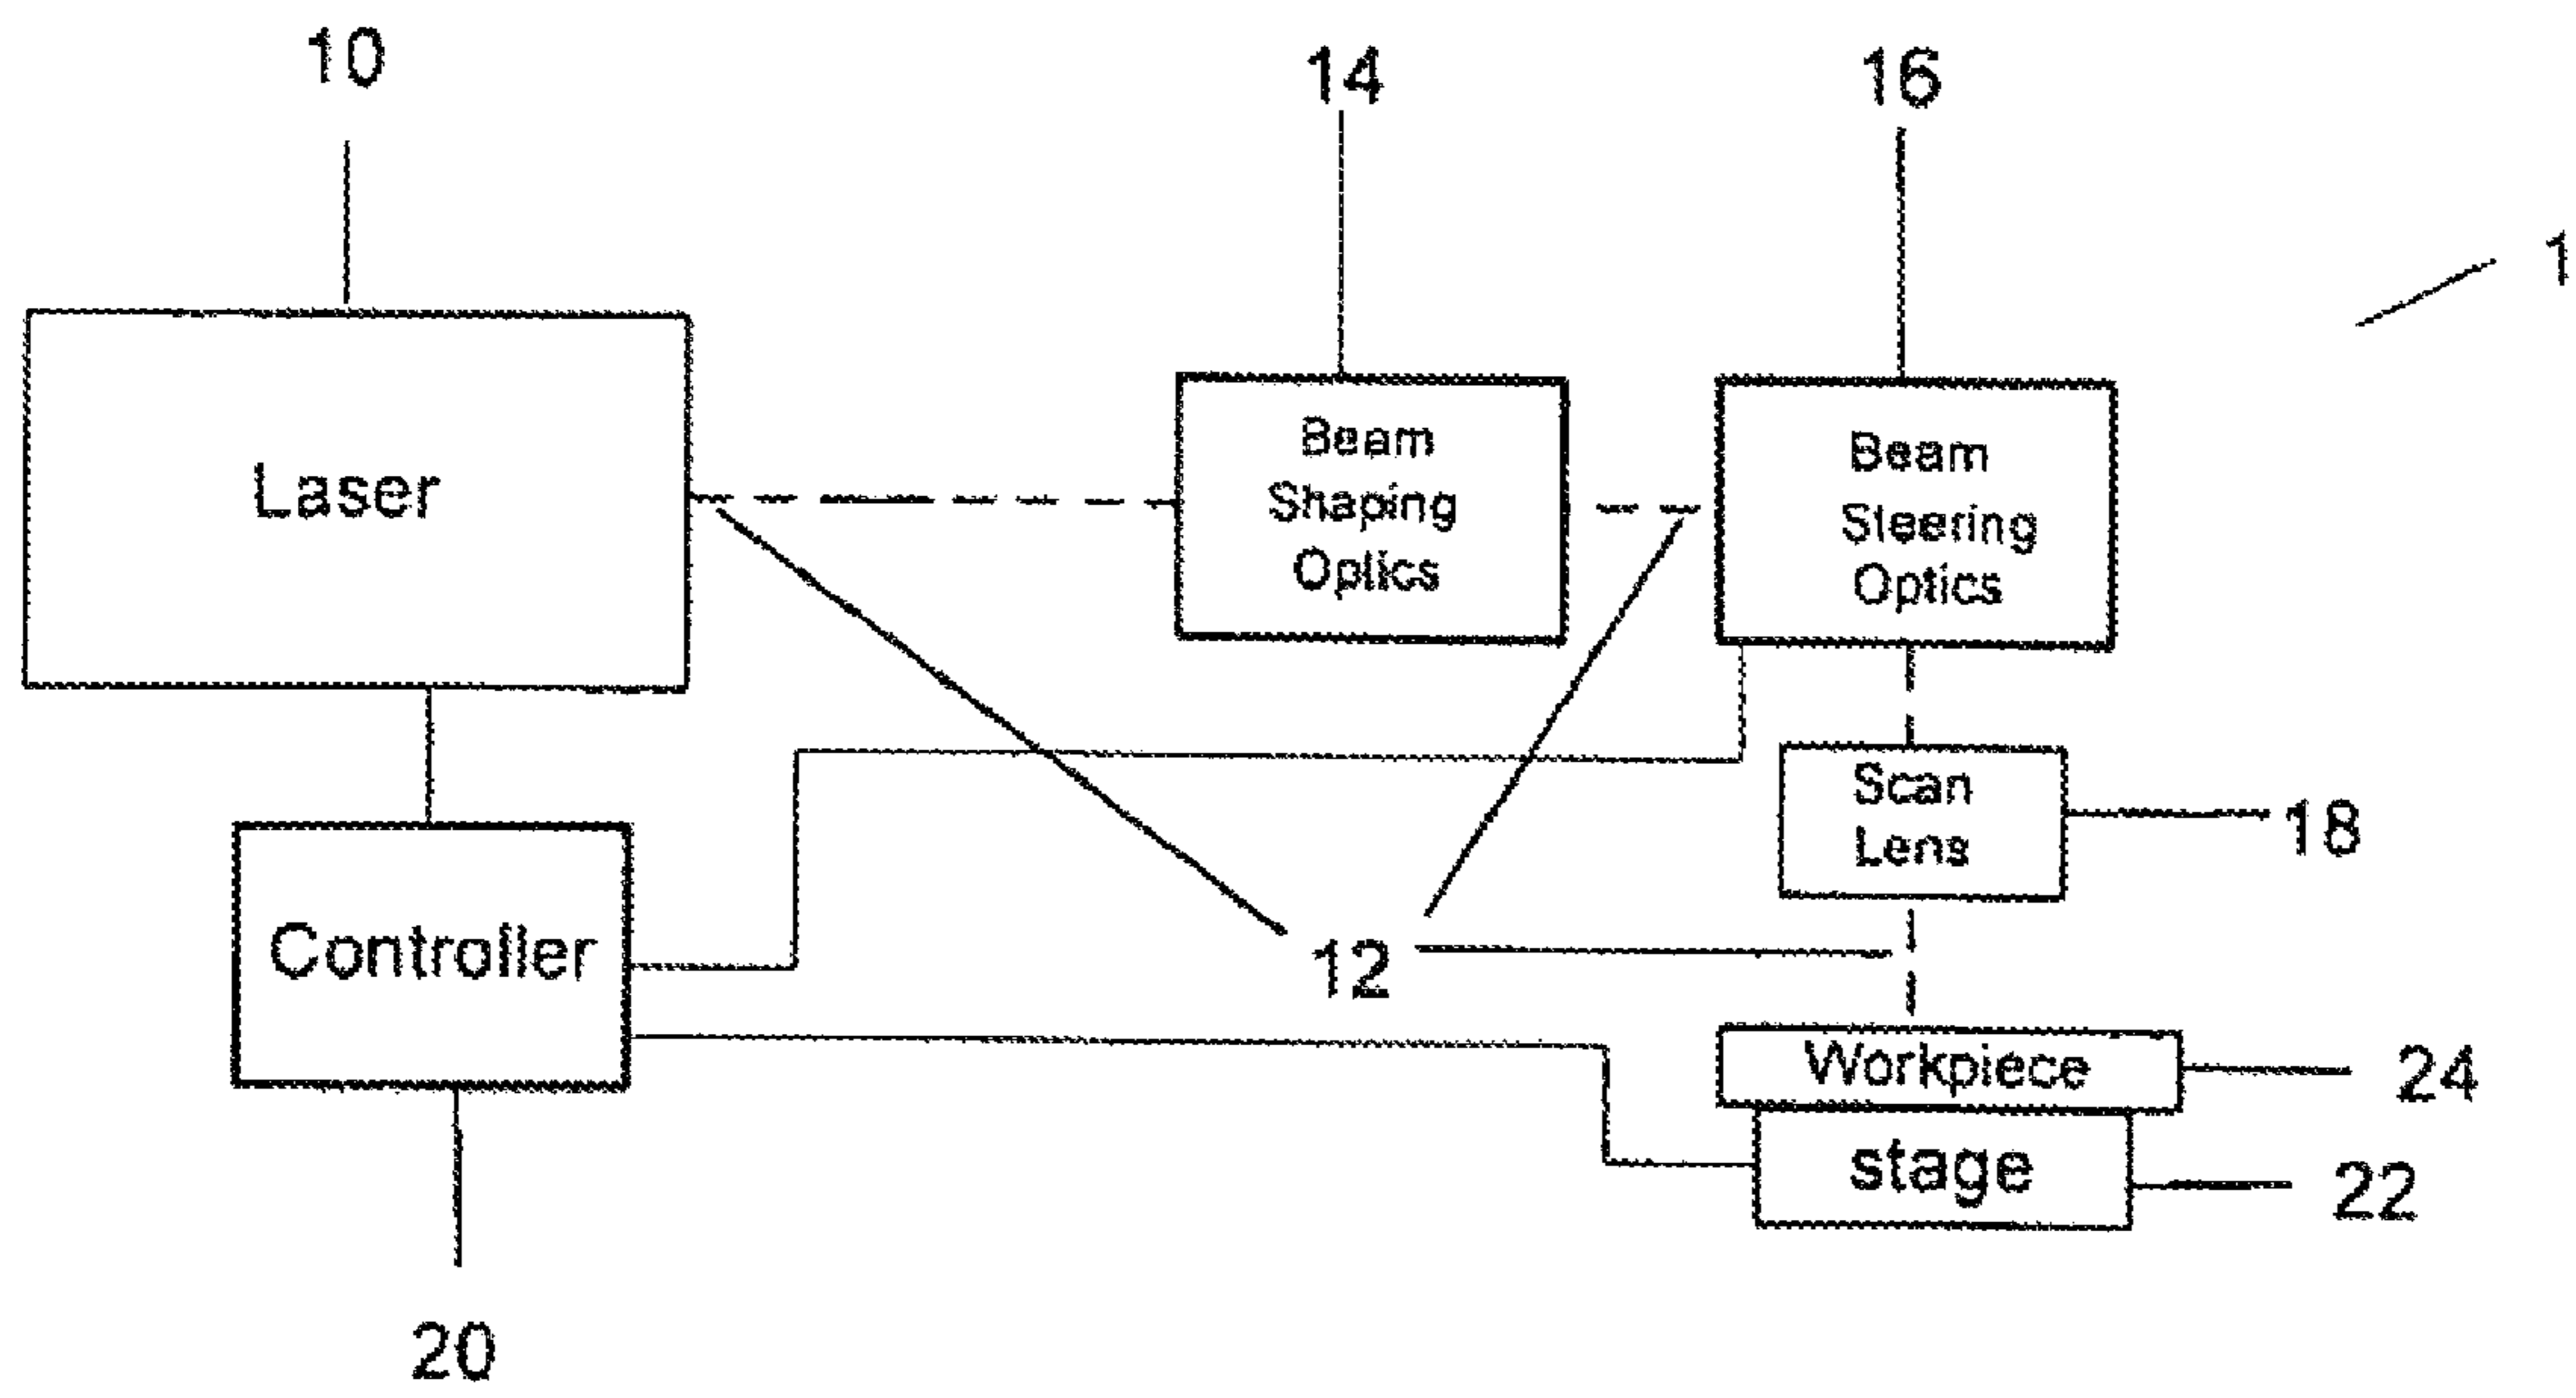 10
14
16
1
Laser
Beam
Shaping
Optics
Beam
Steering
Optics
Scan
Lens
18
Controller
12
Workpiece
24
stage
22
20